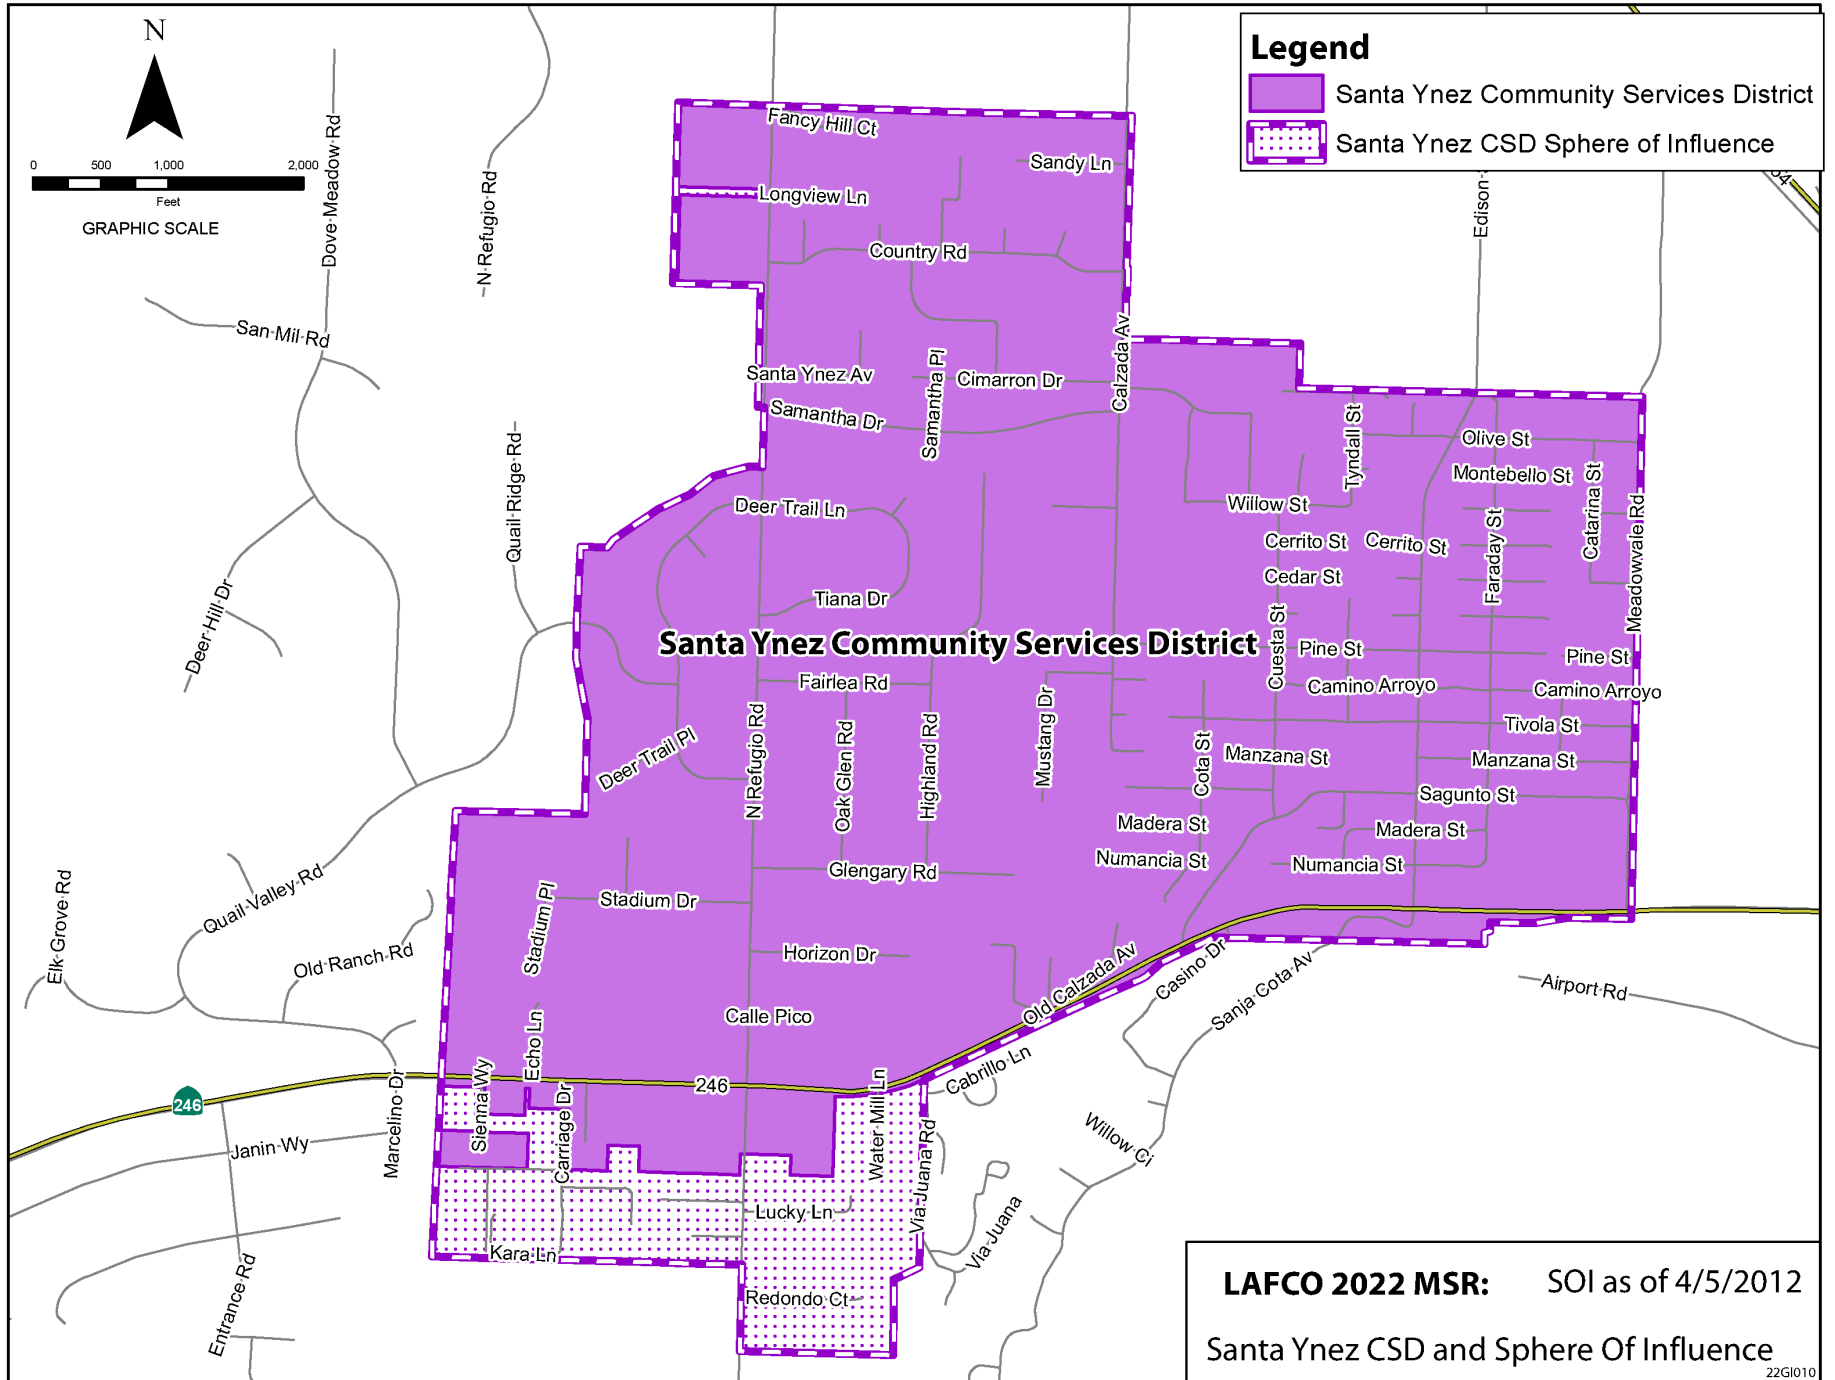 N
0 500 1,000 2,000
Feet
GRAPHIC SCALE
Legend
Santa Ynez Community Services District
Santa Ynez CSD Sphere of Influence
Dove Meadow Rd
N Refugio Rd
Fancy Hill Ct
Sandy Ln
Longview Ln
Country Rd
Edison
San Mil Rd
Santa Ynez Av
Samantha Pl
Cimarron Dr
Calzada Av
Samantha Dr
Tyndall St
Olive St
Montebello St
Catarina St
Quail Ridge Rd
Deer Trail Ln
Willow St
Cerrito St
Cerrito St
Faraday St
Meadowvale Rd
Cedar St
Deer Hill Dr
Tiana Dr
Cuesta St
Santa Ynez Community Services District
Pine St
Pine St
Fairlea Rd
Camino Arroyo
Camino Arroyo
Deer Trail Pl
N Refugio Rd
Oak Glen Rd
Highland Rd
Mustang Dr
Tivola St
Cota St
Manzana St
Manzana St
Sagunto St
Madera St
Madera St
Numancia St
Numancia St
Glengary Rd
Quail Valley Rd
Elk Grove Rd
Stadium Pl
Stadium Dr
Old Ranch Rd
Horizon Dr
Old Calzada Av
Casino Dr
Sanja Cota Av
Airport Rd
Calle Pico
Echo Ln
Sienna Wy
Marcelino Dr
246
246
Carriage Dr
Water Mill Ln
Cabrillo Ln
Janin Wy
Via Juana Rd
Willow Ci
Lucky Ln
Via Juana
Kara Ln
Entrance Rd
Redondo Ct
LAFCO 2022 MSR: SOI as of 4/5/2012
Santa Ynez CSD and Sphere Of Influence
22GI010